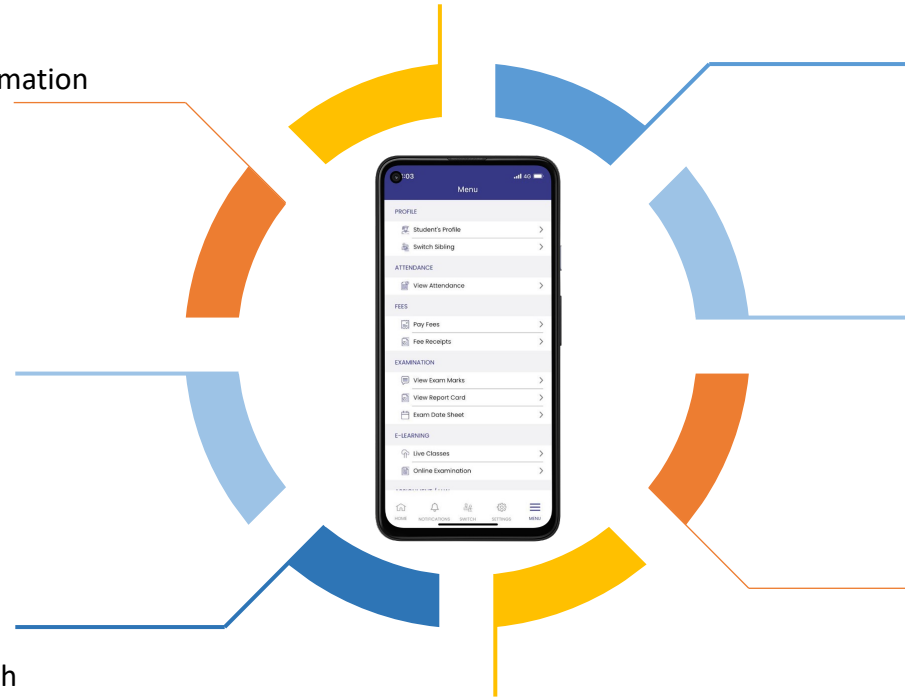 mation
:03
4G
Menu
PROFILE
Student's Profile
Switch Sibling
ATTENDANCE
View Attendance
FEES
Pay Fees
Fee Receipts
EXAMINATION
View Exam Marks
View Report Card
Exam Date Sheet
E-LEARNING
Live Classes
Online Examination
HOME NOTIFICATIONS SWITCH SETTINGS MENU
h